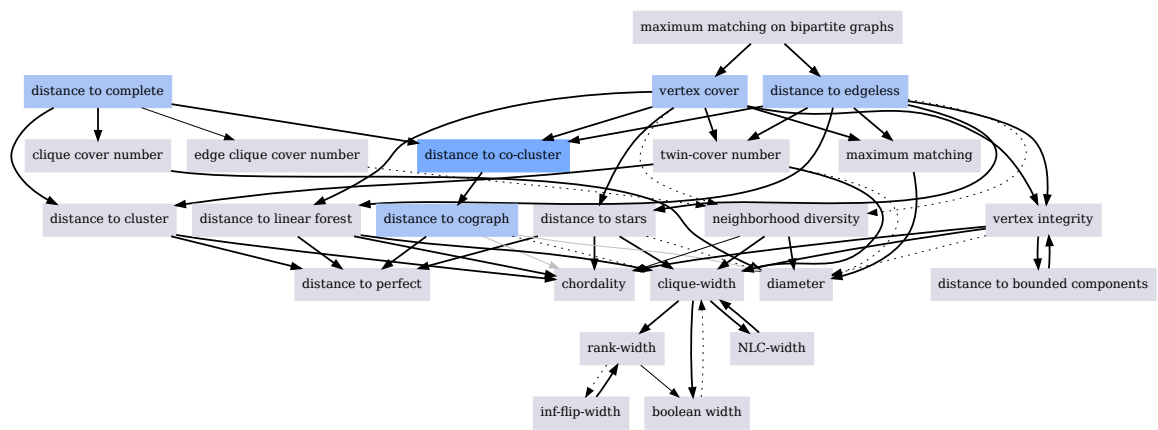 maximum matching on bipartite graphs
distance to complete
vertex cover
distance to edgeless
clique cover number
edge clique cover number
distance to co-cluster
twin-cover number
maximum matching
distance to cluster
distance to linear forest
distance to cograph
distance to stars
neighborhood diversity
vertex integrity
distance to perfect
chordality
clique-width
diameter
distance to bounded components
rank-width
NLC-width
inf-flip-width
boolean width